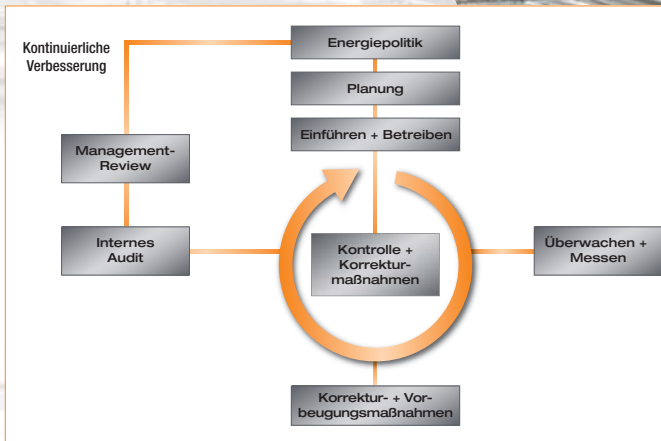 Kontinuierliche
Verbesserung
Energiepolitik
Planung
Einführen + Betreiben
Management-
Review
Internes
Audit
Kontrolle +
Korrektur-
maßnahmen
Überwachen +
Messen
Korrektur- + Vor-
beugungsmaßnahmen